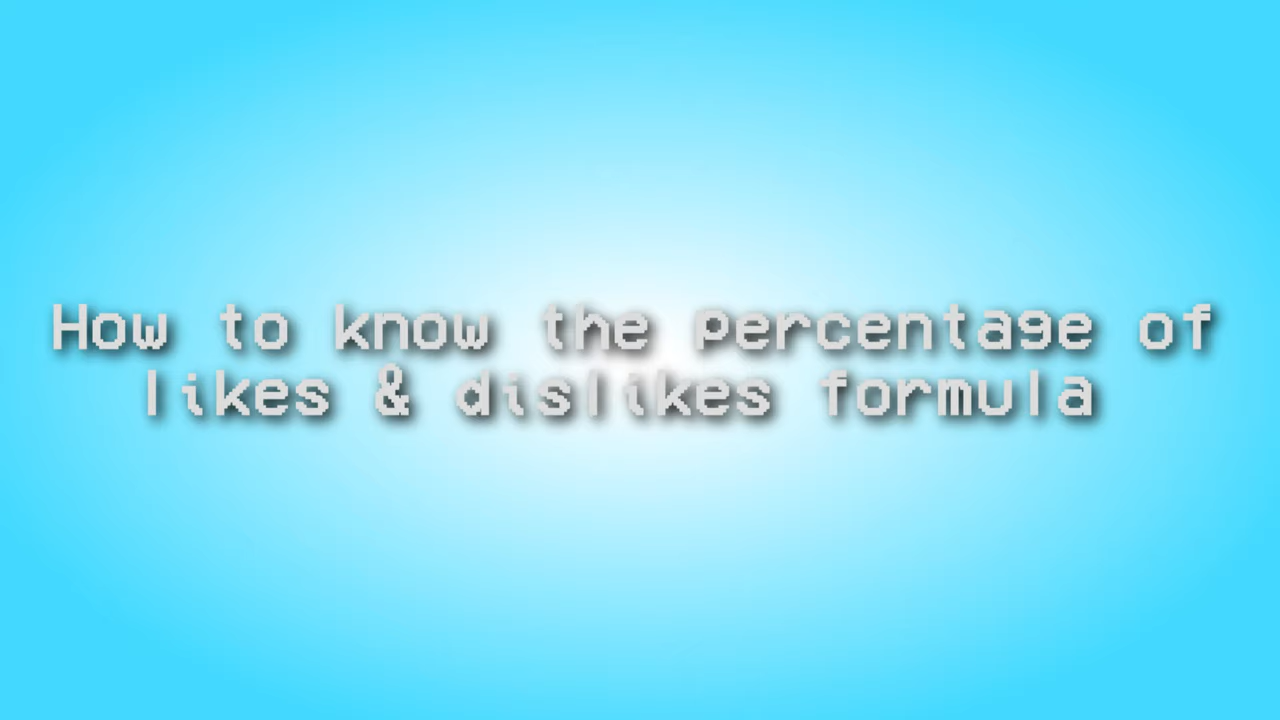 How to know the percentage of
likes & dislikes formula